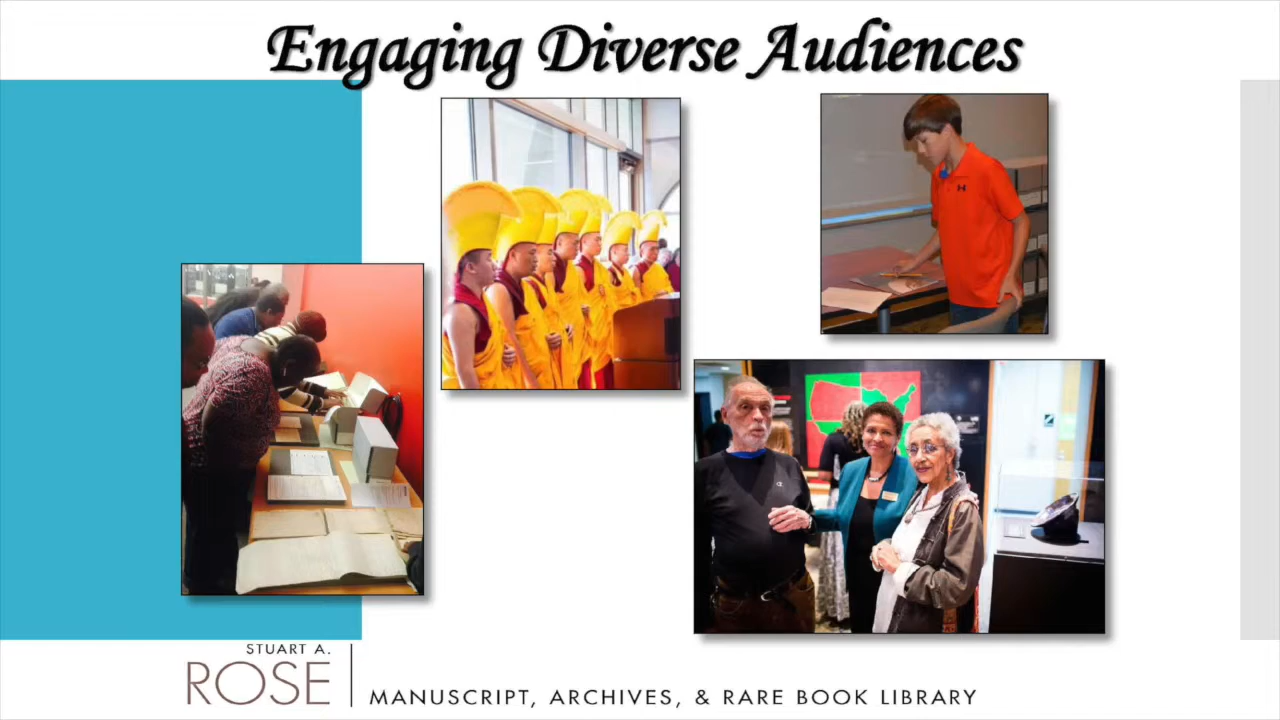 Engaging Diverse Audiences
STUART A.
ROSE
MANUSCRIPT, ARCHIVES, & RARE BOOK LIBRARY